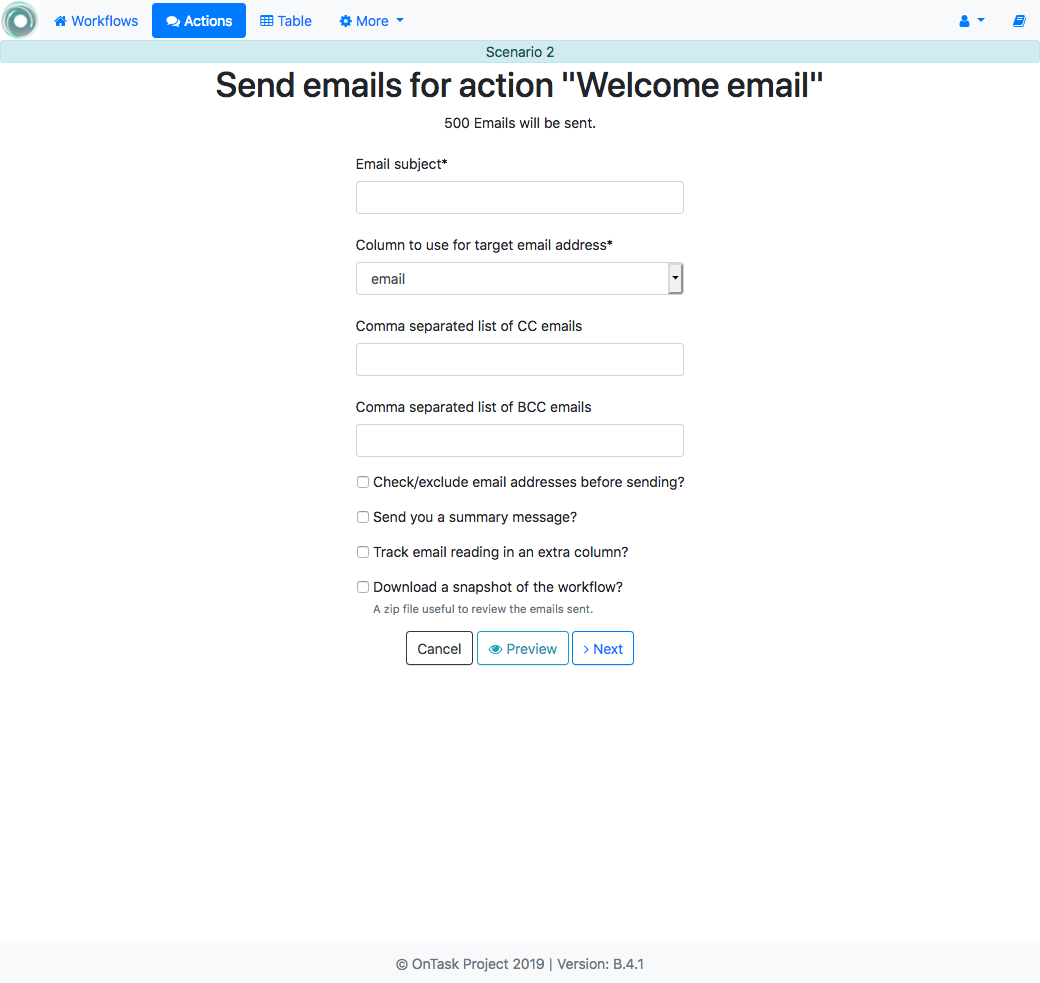 Workflows Actions Table More
Scenario 2
Send emails for action "Welcome email"
500 Emails will be sent.
Email subject*
Column to use for target email address*
email
Comma separated list of CC emails
Comma separated list of BCC emails
Check/exclude email addresses before sending?
Send you a summary message?
Track email reading in an extra column?
Download a snapshot of the workflow?
A zip file useful to review the emails sent.
Cancel Preview Next
© OnTask Project 2019 | Version: B.4.1